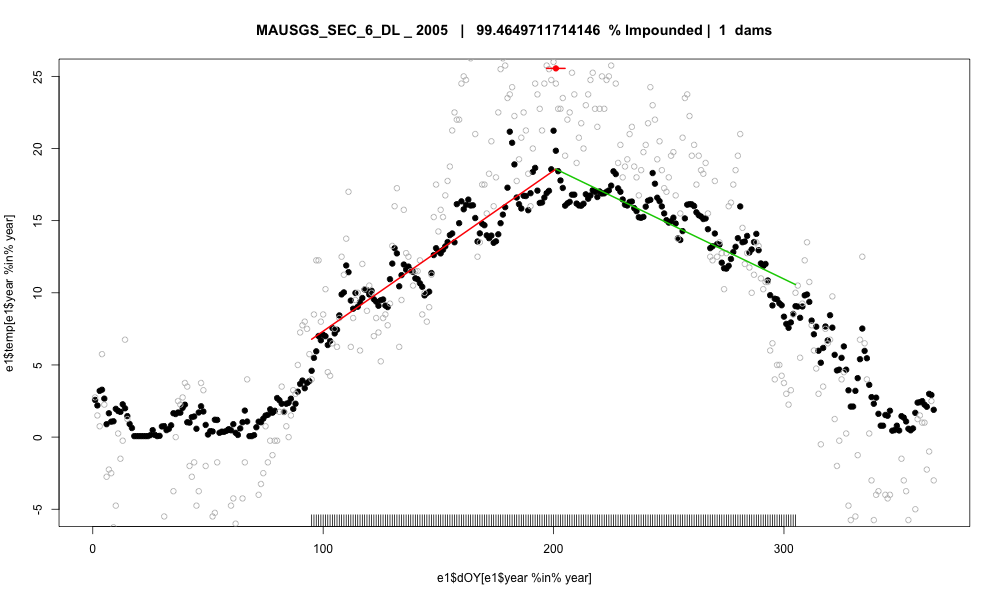 MAUSGS_SEC_6_DL _ 2005 | 99.4649711714146 % Impounded | 1 dams
e1$temp[e1$year %in% year]
25
20
15
10
5
0
-5
0 100 200 300
e1$dOY[e1$year %in% year]